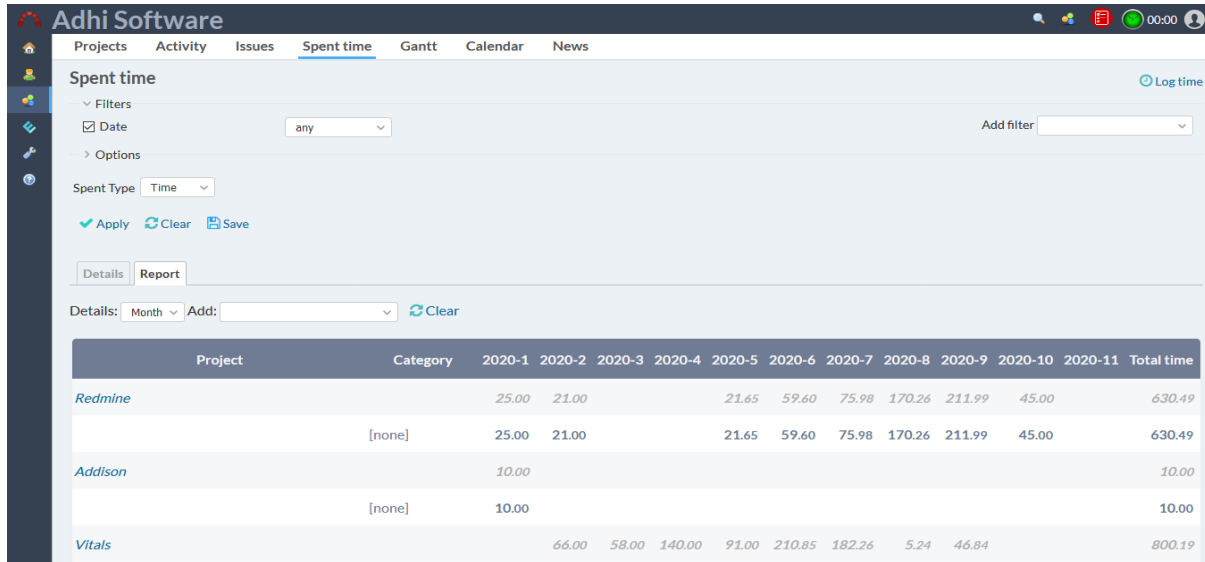 Adhi Software
00:00
Projects Activity Issues Spent time Gantt Calendar News
Spent time
Log time
Filters
Date any Add filter
Options
Spent Type Time
Apply Clear Save
Details Report
Details: Month Add: Clear
Project Category 2020-1 2020-2 2020-3 2020-4 2020-5 2020-6 2020-7 2020-8 2020-9 2020-10 2020-11 Total time
Redmine 25.00 21.00 21.65 59.60 75.98 170.26 211.99 45.00 630.49
[none] 25.00 21.00 21.65 59.60 75.98 170.26 211.99 45.00 630.49
Addison 10.00 10.00
[none] 10.00 10.00
Vitals 66.00 58.00 140.00 91.00 210.85 182.26 5.24 46.84 800.19